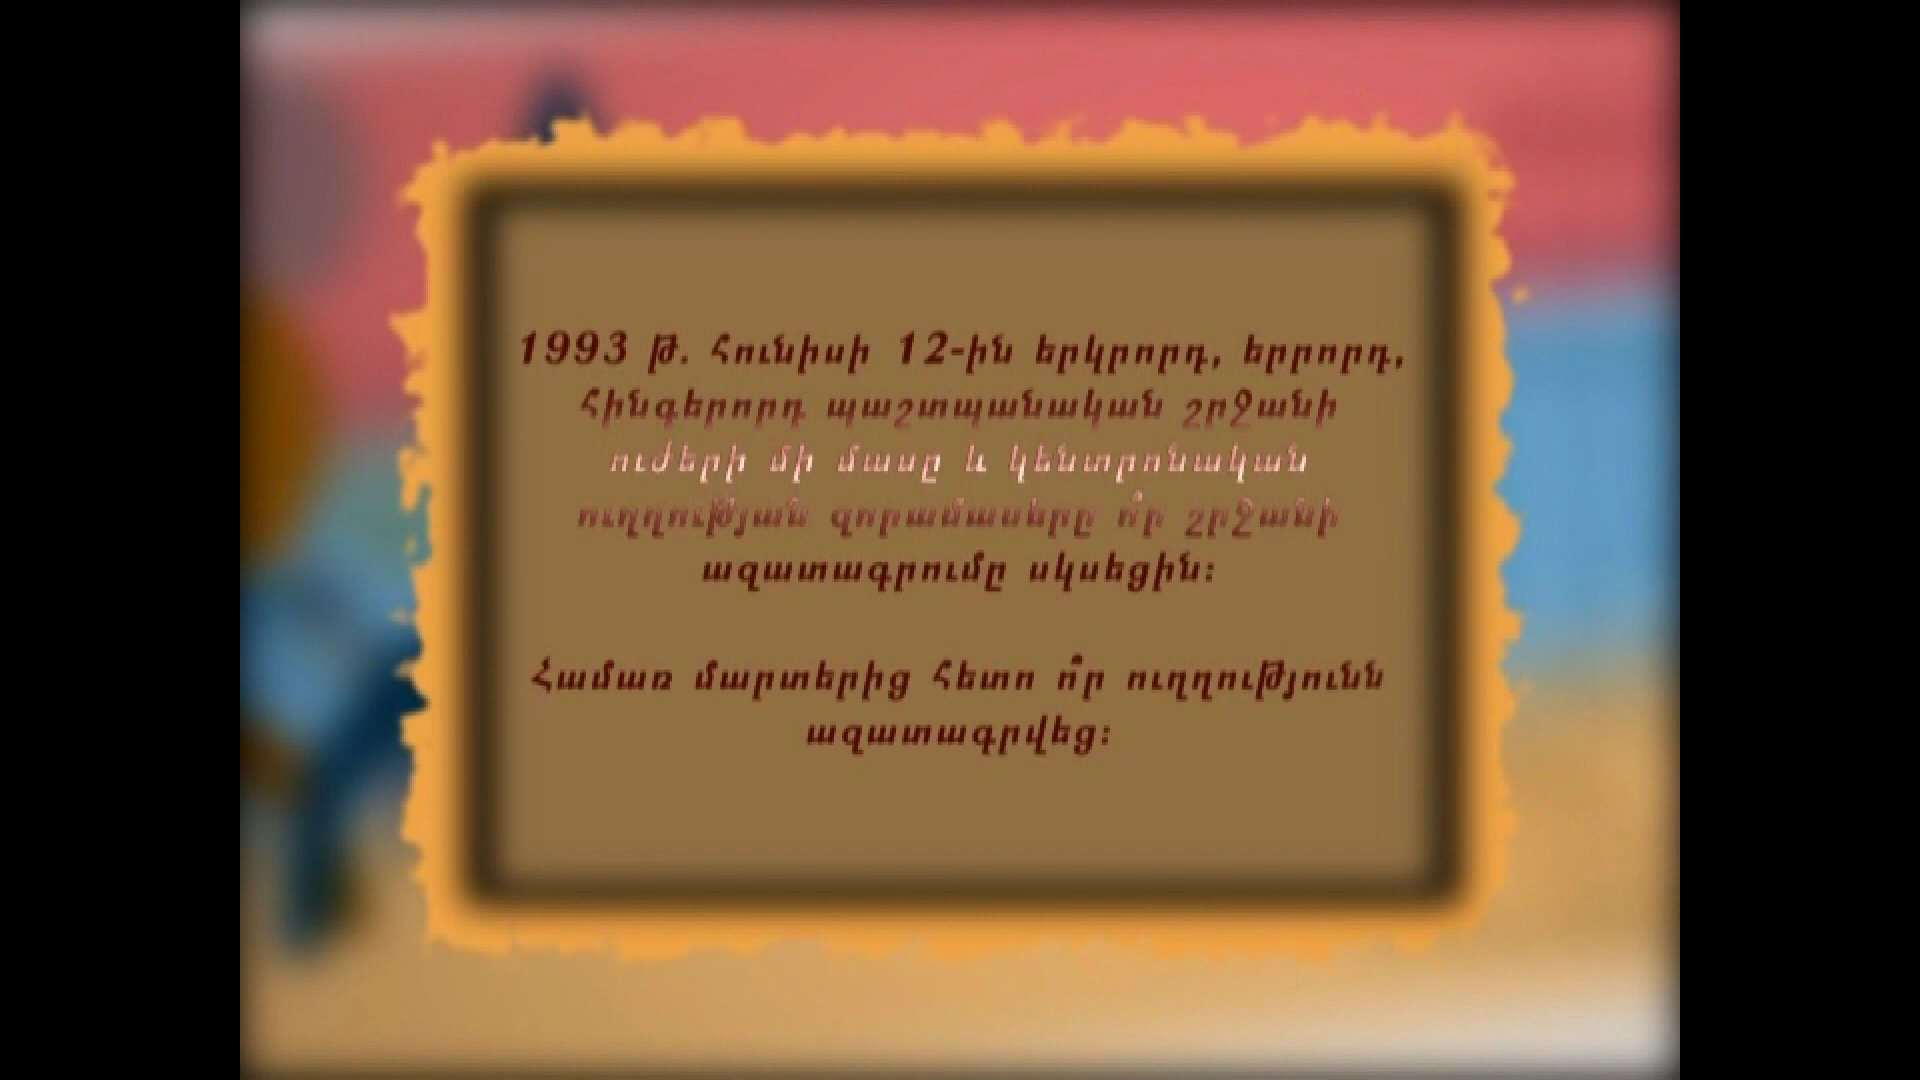 1993 թ. հունիսի 12-ին երկրորդ, երրորդ,
հինգերորդ պաշտպանական շրջանի
ուժերի մի մասը և կենտրոնական
ուղղության զորամասերը ո՞ր շրջանի
ազատագրումը սկսեցին։
Համառ մարտերից հետո ո՞ր ուղղությունն
ազատագրվեց։